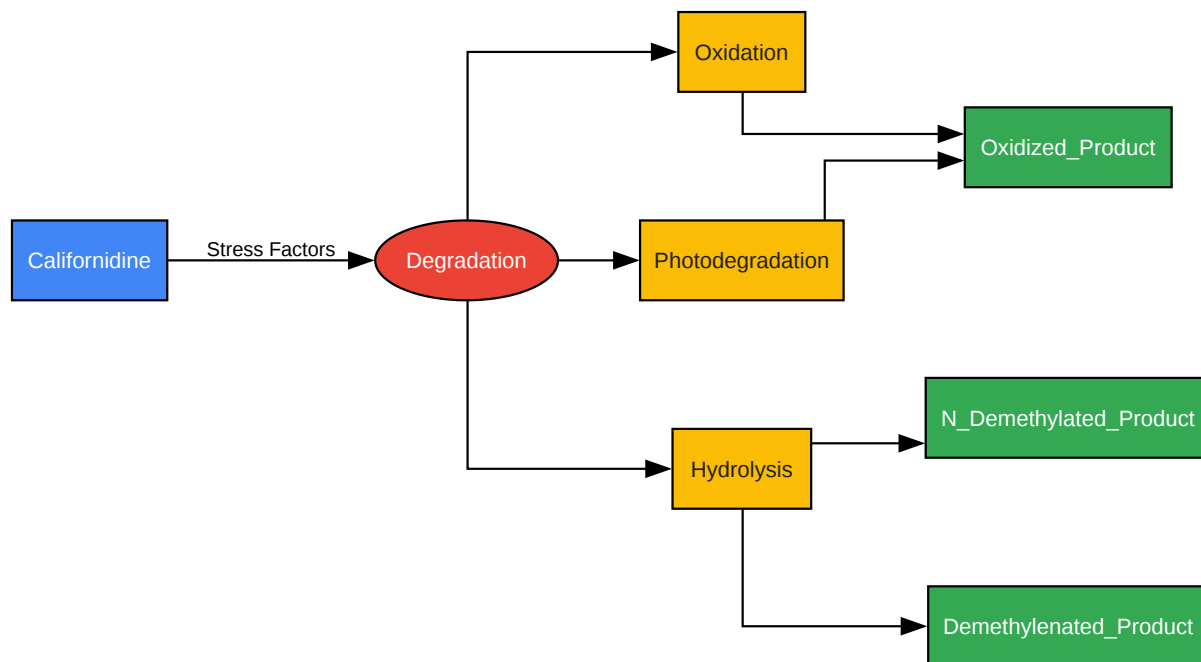 Oxidation
Oxidized_Product
Californidine
Stress Factors
Degradation
Photodegradation
N_Demethylated_Product
Hydrolysis
Demethylenated_Product